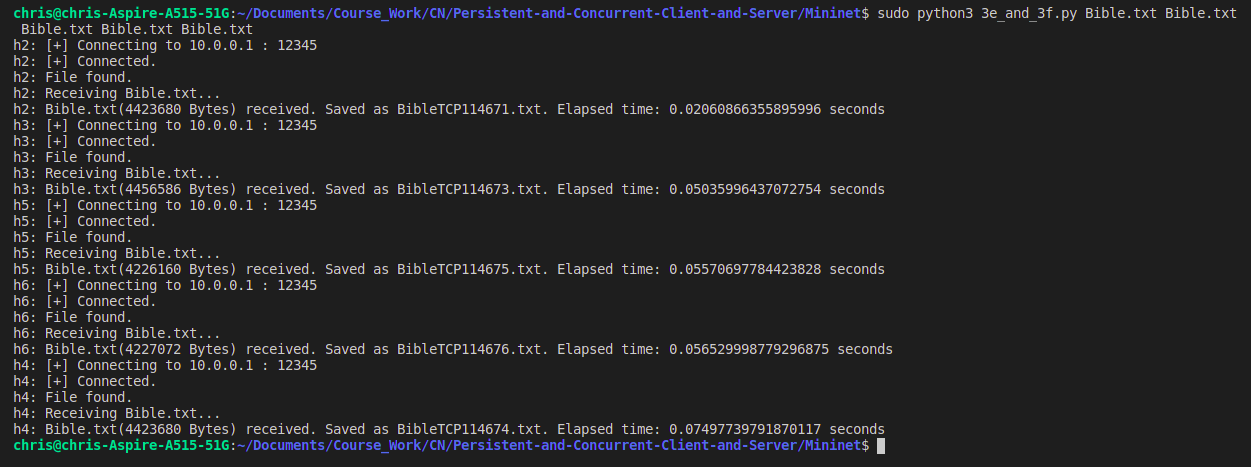 chris@chris-Aspire-A515-51G:~/Documents/Course_Work/CN/Persistent-and-Concurrent-Client-and-Server/Mininet$ sudo python3 3e_and_3f.py Bible.txt Bible.txt
Bible.txt Bible.txt Bible.txt
h2: [+] Connecting to 10.0.0.1 : 12345
h2: [+] Connected.
h2: File found.
h2: Receiving Bible.txt...
h2: Bible.txt(4423680 Bytes) received. Saved as BibleTCP114671.txt. Elapsed time: 0.02060866355895996 seconds
h3: [+] Connecting to 10.0.0.1 : 12345
h3: [+] Connected.
h3: File found.
h3: Receiving Bible.txt...
h3: Bible.txt(4456586 Bytes) received. Saved as BibleTCP114673.txt. Elapsed time: 0.05035996437072754 seconds
h5: [+] Connecting to 10.0.0.1 : 12345
h5: [+] Connected.
h5: File found.
h5: Receiving Bible.txt...
h5: Bible.txt(4226160 Bytes) received. Saved as BibleTCP114675.txt. Elapsed time: 0.05570697784423828 seconds
h6: [+] Connecting to 10.0.0.1 : 12345
h6: [+] Connected.
h6: File found.
h6: Receiving Bible.txt...
h6: Bible.txt(4227072 Bytes) received. Saved as BibleTCP114676.txt. Elapsed time: 0.056529998779296875 seconds
h4: [+] Connecting to 10.0.0.1 : 12345
h4: [+] Connected.
h4: File found.
h4: Receiving Bible.txt...
h4: Bible.txt(4423680 Bytes) received. Saved as BibleTCP114674.txt. Elapsed time: 0.07497739791870117 seconds
chris@chris-Aspire-A515-51G:~/Documents/Course_Work/CN/Persistent-and-Concurrent-Client-and-Server/Mininet$